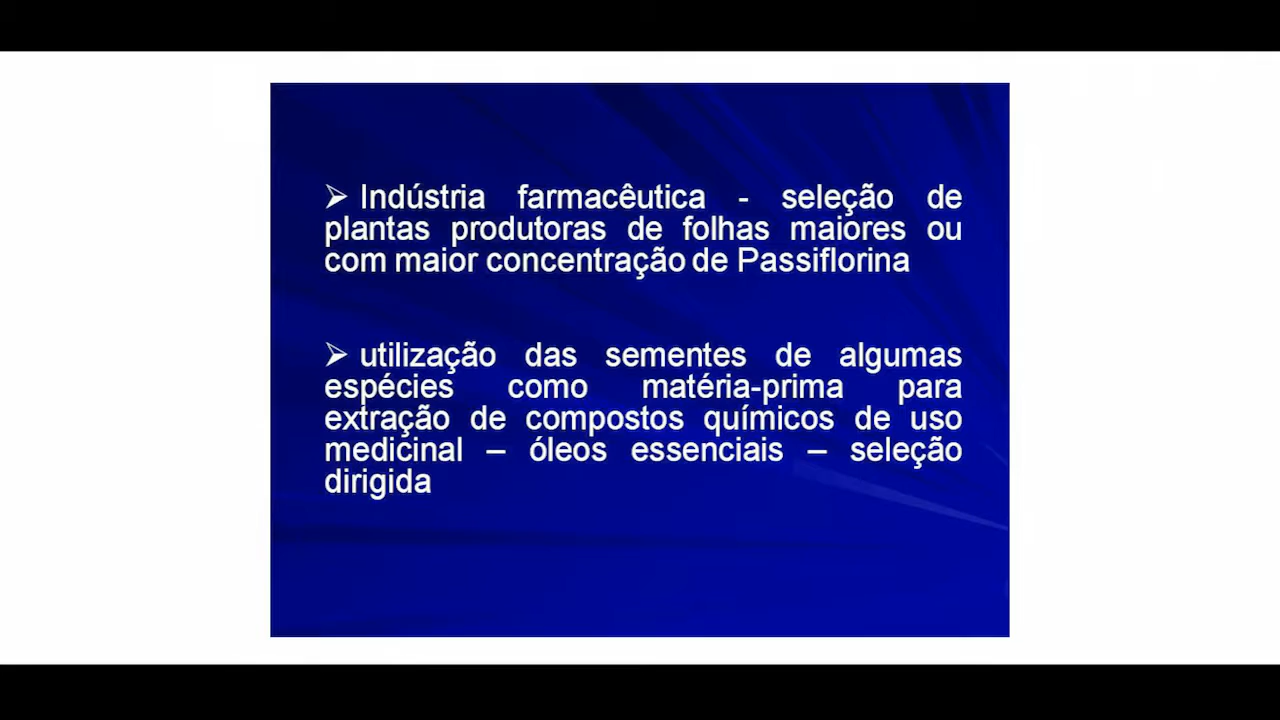 ➢ Indústria farmacêutica - seleção de
plantas produtoras de folhas maiores ou
com maior concentração de Passiflorina
➢ utilização das sementes de algumas
espécies como matéria-prima para
extração de compostos químicos de uso
medicinal – óleos essenciais – seleção
dirigida